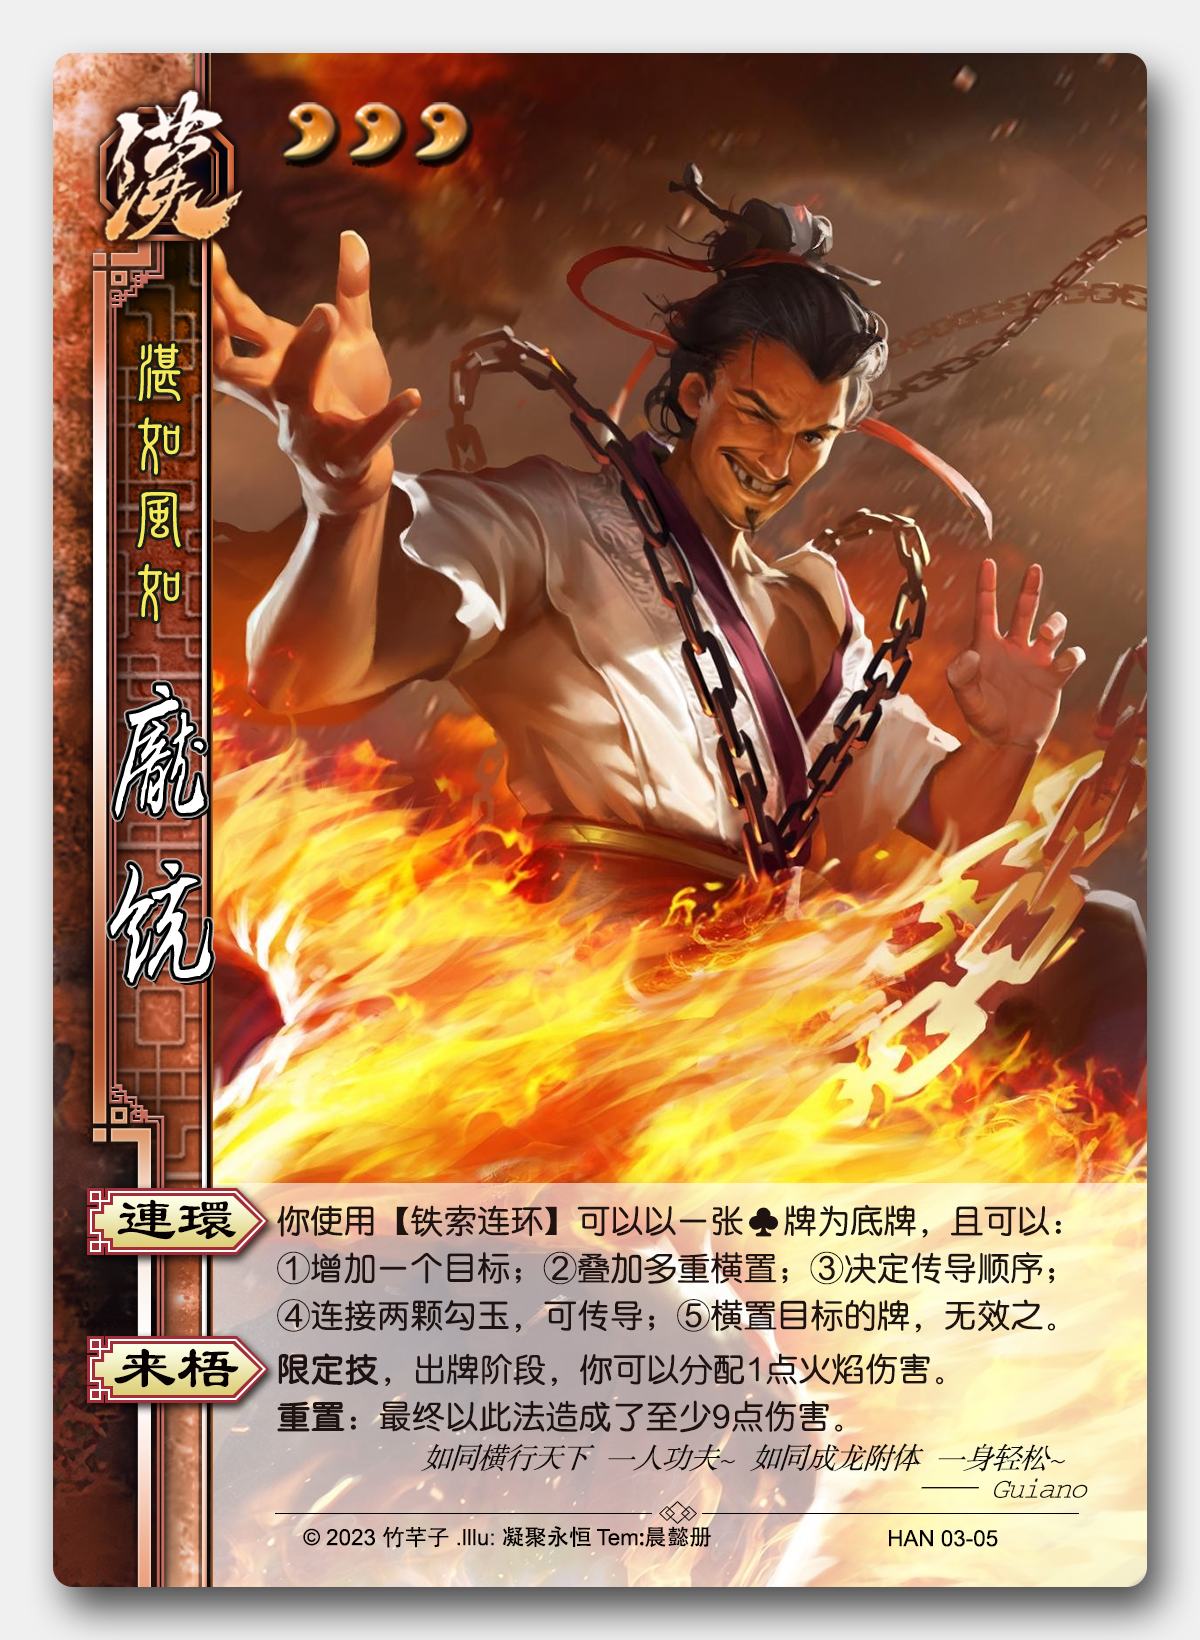 漢
湛如風如
龐统
連環
你使用【铁索连环】可以以一张♣牌为底牌，且可以：
①增加一个目标；②叠加多重横置；③决定传导顺序；
④连接两颗勾玉，可传导；⑤横置目标的牌，无效之。
来梧
限定技，出牌阶段，你可以分配1点火焰伤害。
重置：最终以此法造成了至少9点伤害。
如同横行天下 一人功夫~ 如同成龙附体 一身轻松~
—— Guiano
© 2023 竹芊子 .Illu: 凝聚永恒 Tem:晨懿册
HAN 03-05